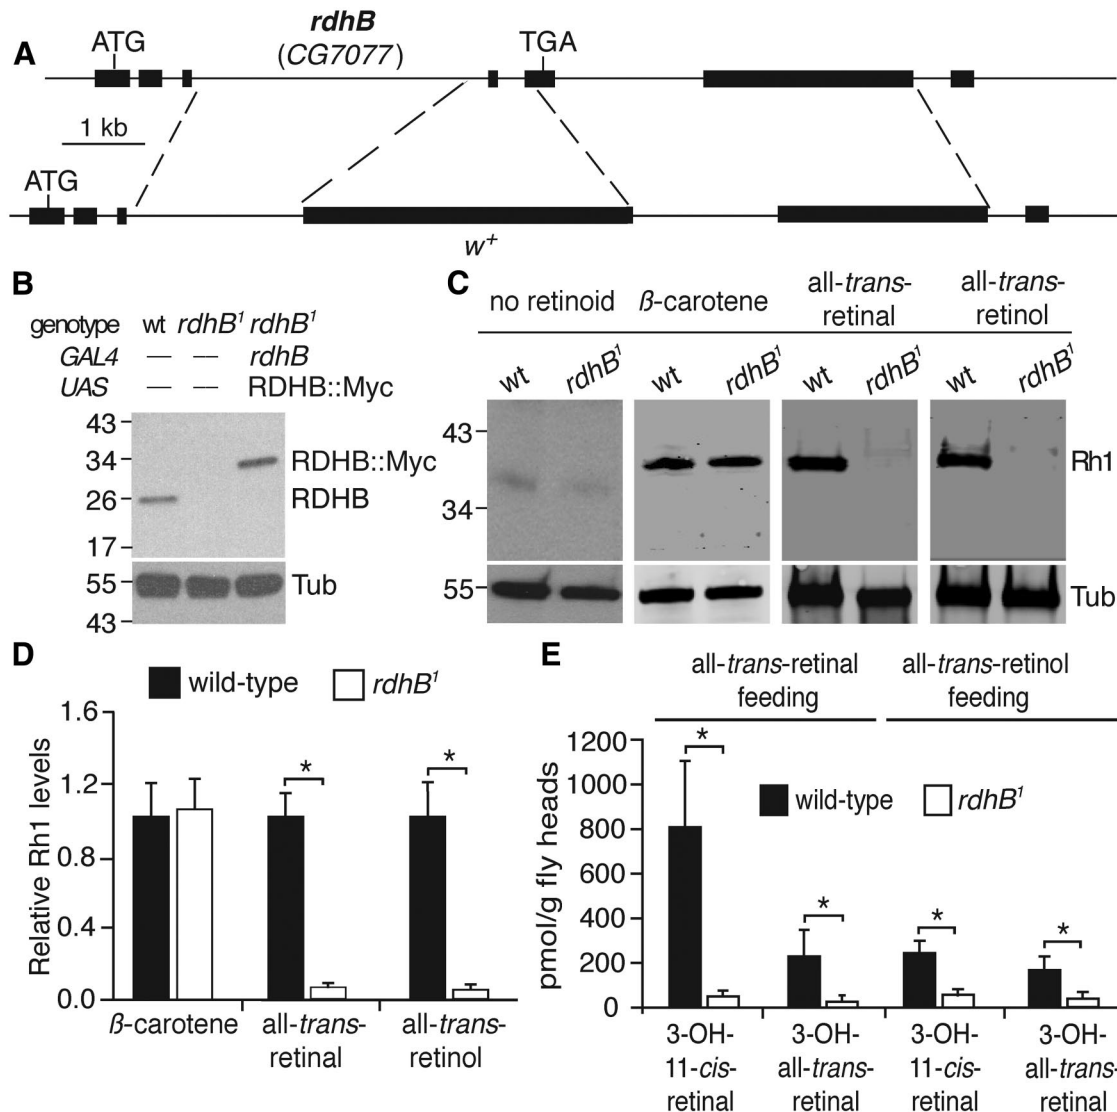 A
rdhB
(CG7077)
ATG
TGA
1 kb
ATG
w+
B
genotype wt rdhB1 rdhB1
GAL4 — — rdhB
UAS — — RDHB::Myc
43
34
26
17
55
43
RDHB::Myc
RDHB
Tub
C
no retinoid
ß-carotene
all-trans-
retinal
all-trans-
retinol
wt rdhB1 wt rdhB1 wt rdhB1 wt rdhB1
43
34
55
Rh1
Tub
D
wild-type rdhB1
Relative Rh1 levels
1.6
1.2
0.8
0.4
0.0
* *
ß-carotene
all-trans-
retinal
all-trans-
retinol
E
all-trans-retinal
feeding
all-trans-retinol
feeding
wild-type rdhB1
pmol/g fly heads
1200
1000
800
600
400
200
0
* * * *
3-OH-
11-cis-
retinal
3-OH-
all-trans-
retinal
3-OH-
11-cis-
retinal
3-OH-
all-trans-
retinal